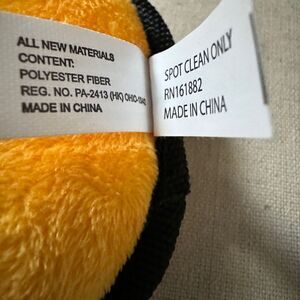 ALL NEW MATERIALS
CONTENT:
POLYESTER FIBER
REG. NO. PA-2413 (HK)
MADE IN CHINA
SPOT CLEAN ONLY
RN161882
MADE IN CHINA